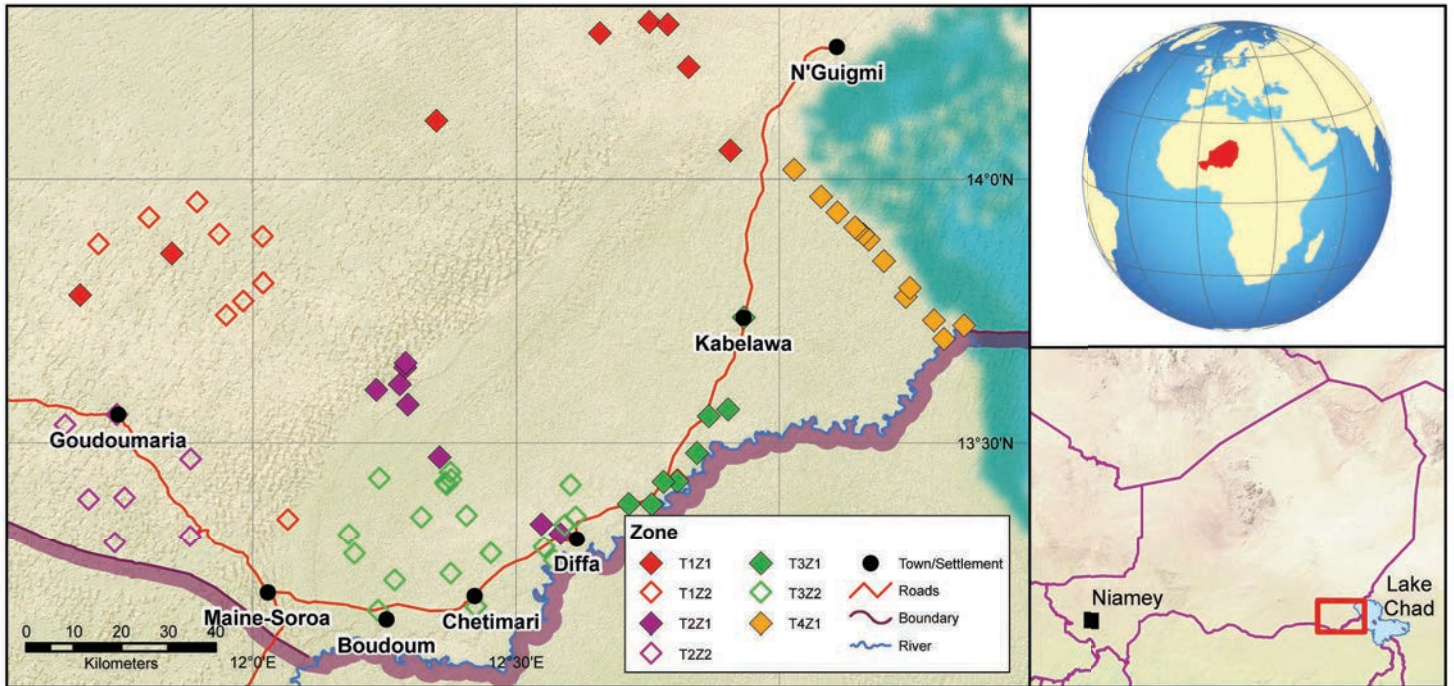 N'Guigmi
14°0'N
Kabelawa
Goudoumaria
13°30'N
Diffa
Maine-Soroa
Chetimari
Boudoum
0 10 20 30 40
Kilometers
12°0'E
12°30'E
Zone
T1Z1
T1Z2
T2Z1
T2Z2
T3Z1
T3Z2
T4Z1
Town/Settlement
Roads
Boundary
River
Niamey
Lake
Chad